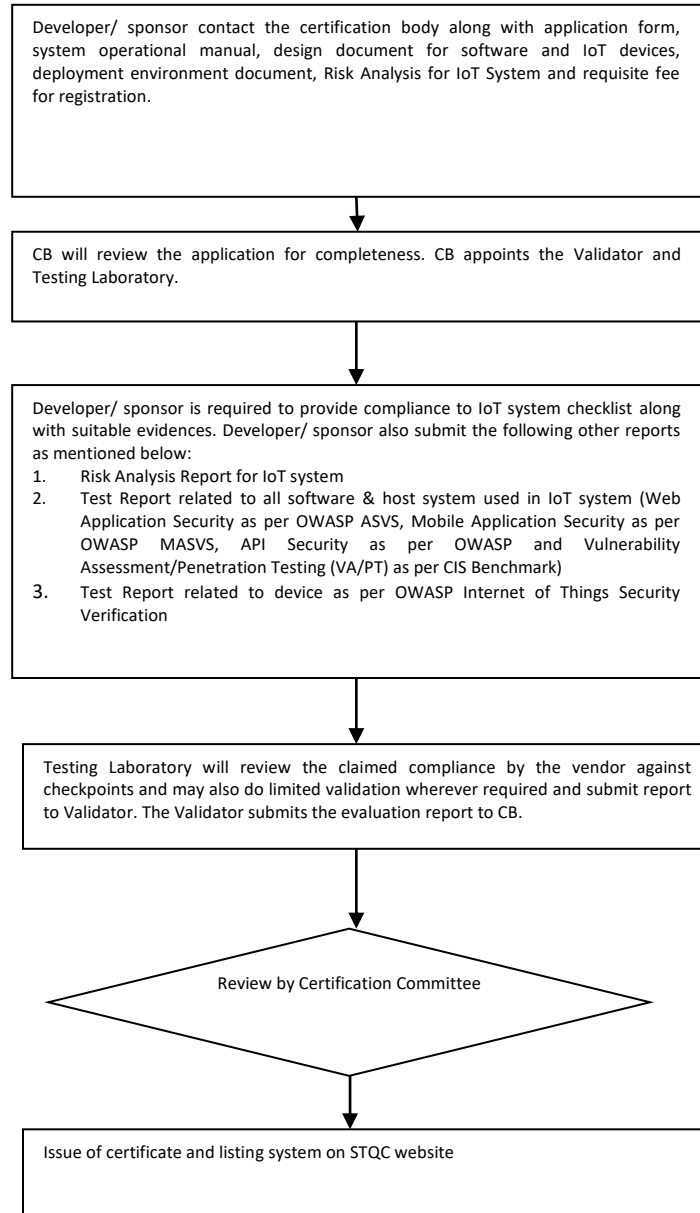 Developer/ sponsor contact the certification body along with application form,
system operational manual, design document for software and IoT devices,
deployment environment document, Risk Analysis for IoT System and requisite fee
for registration.
CB will review the application for completeness. CB appoints the Validator and
Testing Laboratory.
Developer/ sponsor is required to provide compliance to IoT system checklist along
with suitable evidences. Developer/ sponsor also submit the following other reports
as mentioned below:
1. Risk Analysis Report for IoT system
2. Test Report related to all software & host system used in IoT system (Web
Application Security as per OWASP ASVS, Mobile Application Security as per
OWASP MASVS, API Security as per OWASP and Vulnerability
Assessment/Penetration Testing (VA/PT) as per CIS Benchmark)
3. Test Report related to device as per OWASP Internet of Things Security
Verification
Testing Laboratory will review the claimed compliance by the vendor against
checkpoints and may also do limited validation wherever required and submit report
to Validator. The Validator submits the evaluation report to CB.
Review by Certification Committee
Issue of certificate and listing system on STQC website